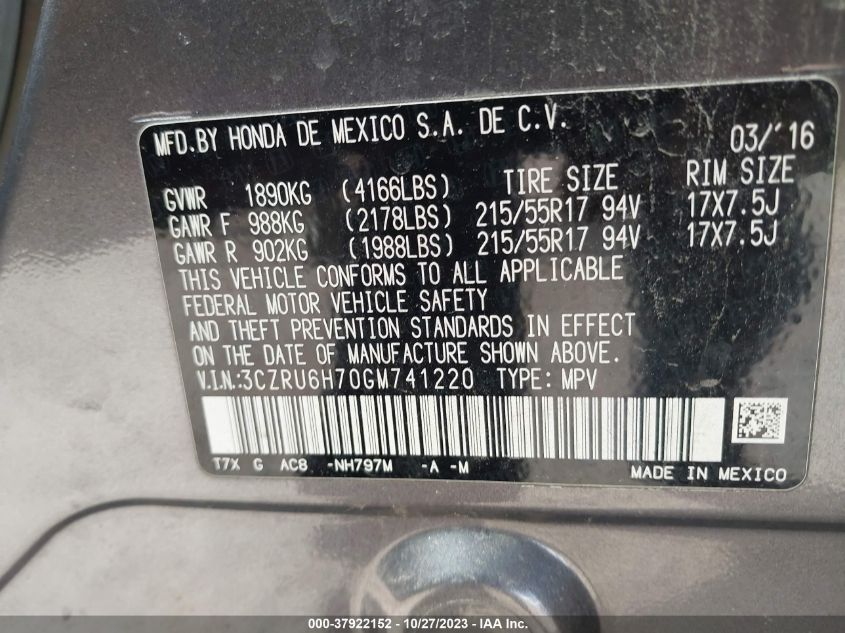 MFD.BY HONDA DE MEXICO S.A. DE C.V. 03/'16
GVWR 1890KG (4166LBS) TIRE SIZE RIM SIZE
GAWR F 988KG (2178LBS) 215/55R17 94V 17X7.5J
GAWR R 902KG (1988LBS) 215/55R17 94V 17X7.5J
THIS VEHICLE CONFORMS TO ALL APPLICABLE
FEDERAL MOTOR VEHICLE SAFETY
AND THEFT PREVENTION STANDARDS IN EFFECT
ON THE DATE OF MANUFACTURE SHOWN ABOVE.
V.I.N.:3CZRU6H70GM741220 TYPE: MPV
T7X G AC8 -NH797M -A -M MADE IN MEXICO
000-37922152 - 10/27/2023 - IAA Inc.